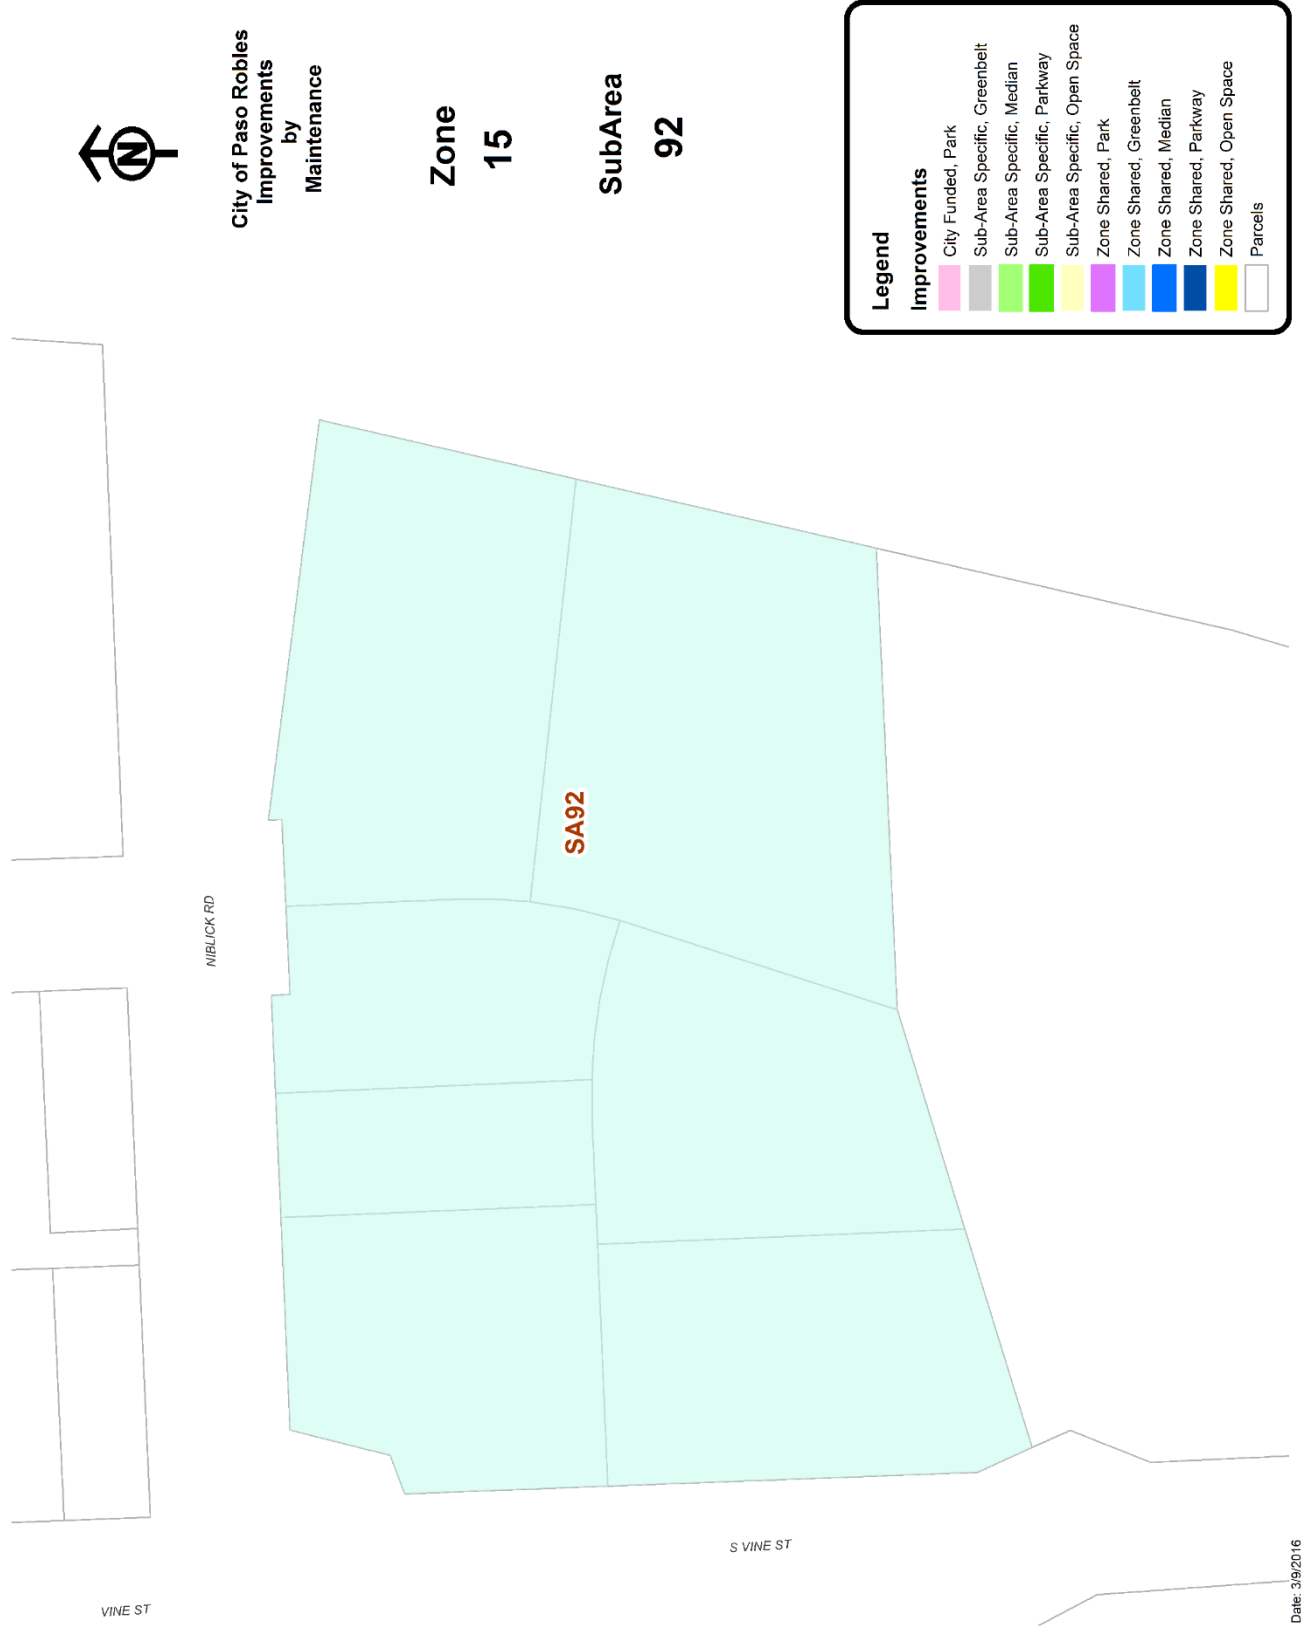 N
City of Paso Robles
Improvements
by
Maintenance
Zone
15
SubArea
92
Legend
Improvements
City Funded, Park
Sub-Area Specific, Greenbelt
Sub-Area Specific, Median
Sub-Area Specific, Parkway
Sub-Area Specific, Open Space
Zone Shared, Park
Zone Shared, Greenbelt
Zone Shared, Median
Zone Shared, Parkway
Zone Shared, Open Space
Parcels
NIBLICK RD
SA92
S VINE ST
VINE ST
Date: 3/9/2016